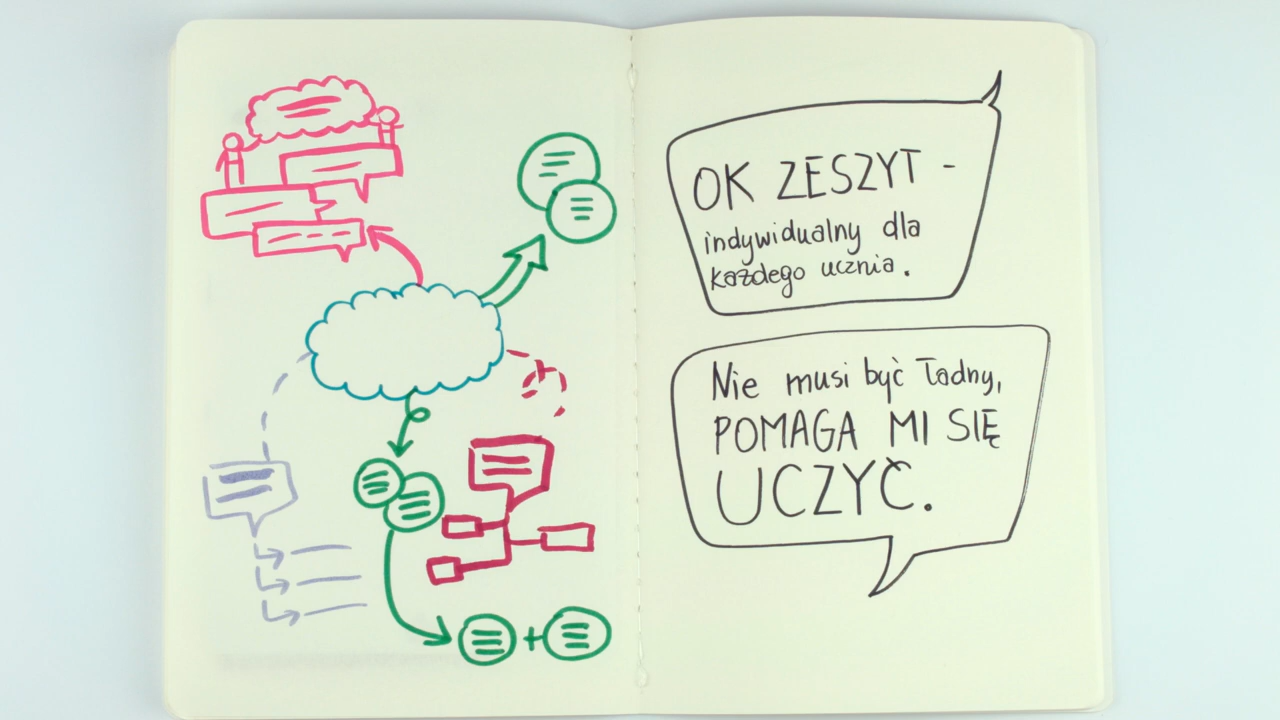 OK ZESZYT -
indywidualny dla
każdego ucznia.
Nie musi być ładny,
POMAGA MI SIĘ
UCZYĆ.